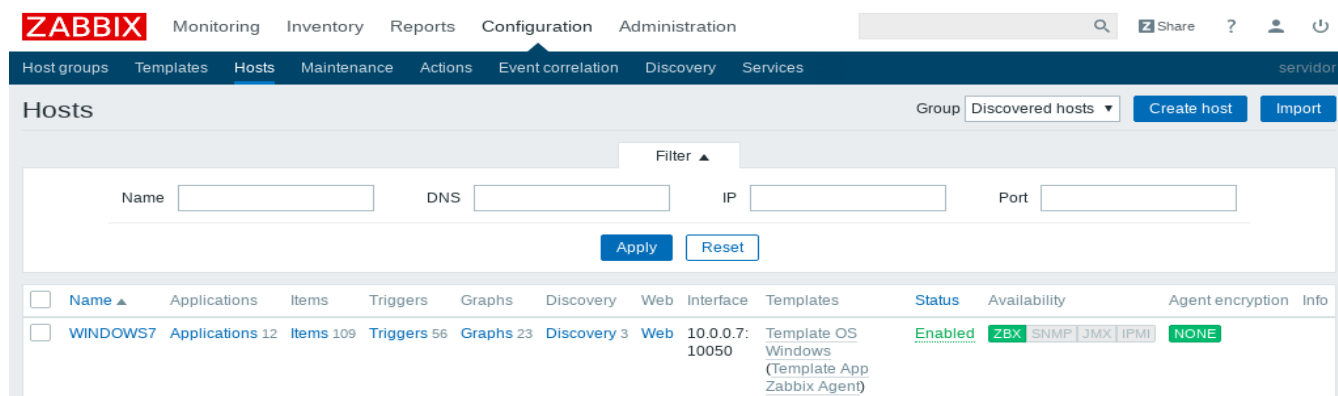 ZABBIX Monitoring Inventory Reports Configuration Administration Z Share ?
Host groups Templates Hosts Maintenance Actions Event correlation Discovery Services servidor
Hosts Group Discovered hosts ▼ Create host Import
Filter ▲
Name DNS IP Port
Apply Reset
Name ▲ Applications Items Triggers Graphs Discovery Web Interface Templates Status Availability Agent encryption Info
WINDOWS7 Applications 12 Items 109 Triggers 56 Graphs 23 Discovery 3 Web 10.0.0.7: Template OS Enabled ZBX SNMP JMX IPMI NONE
10050 Windows
(Template App
Zabbix Agent)